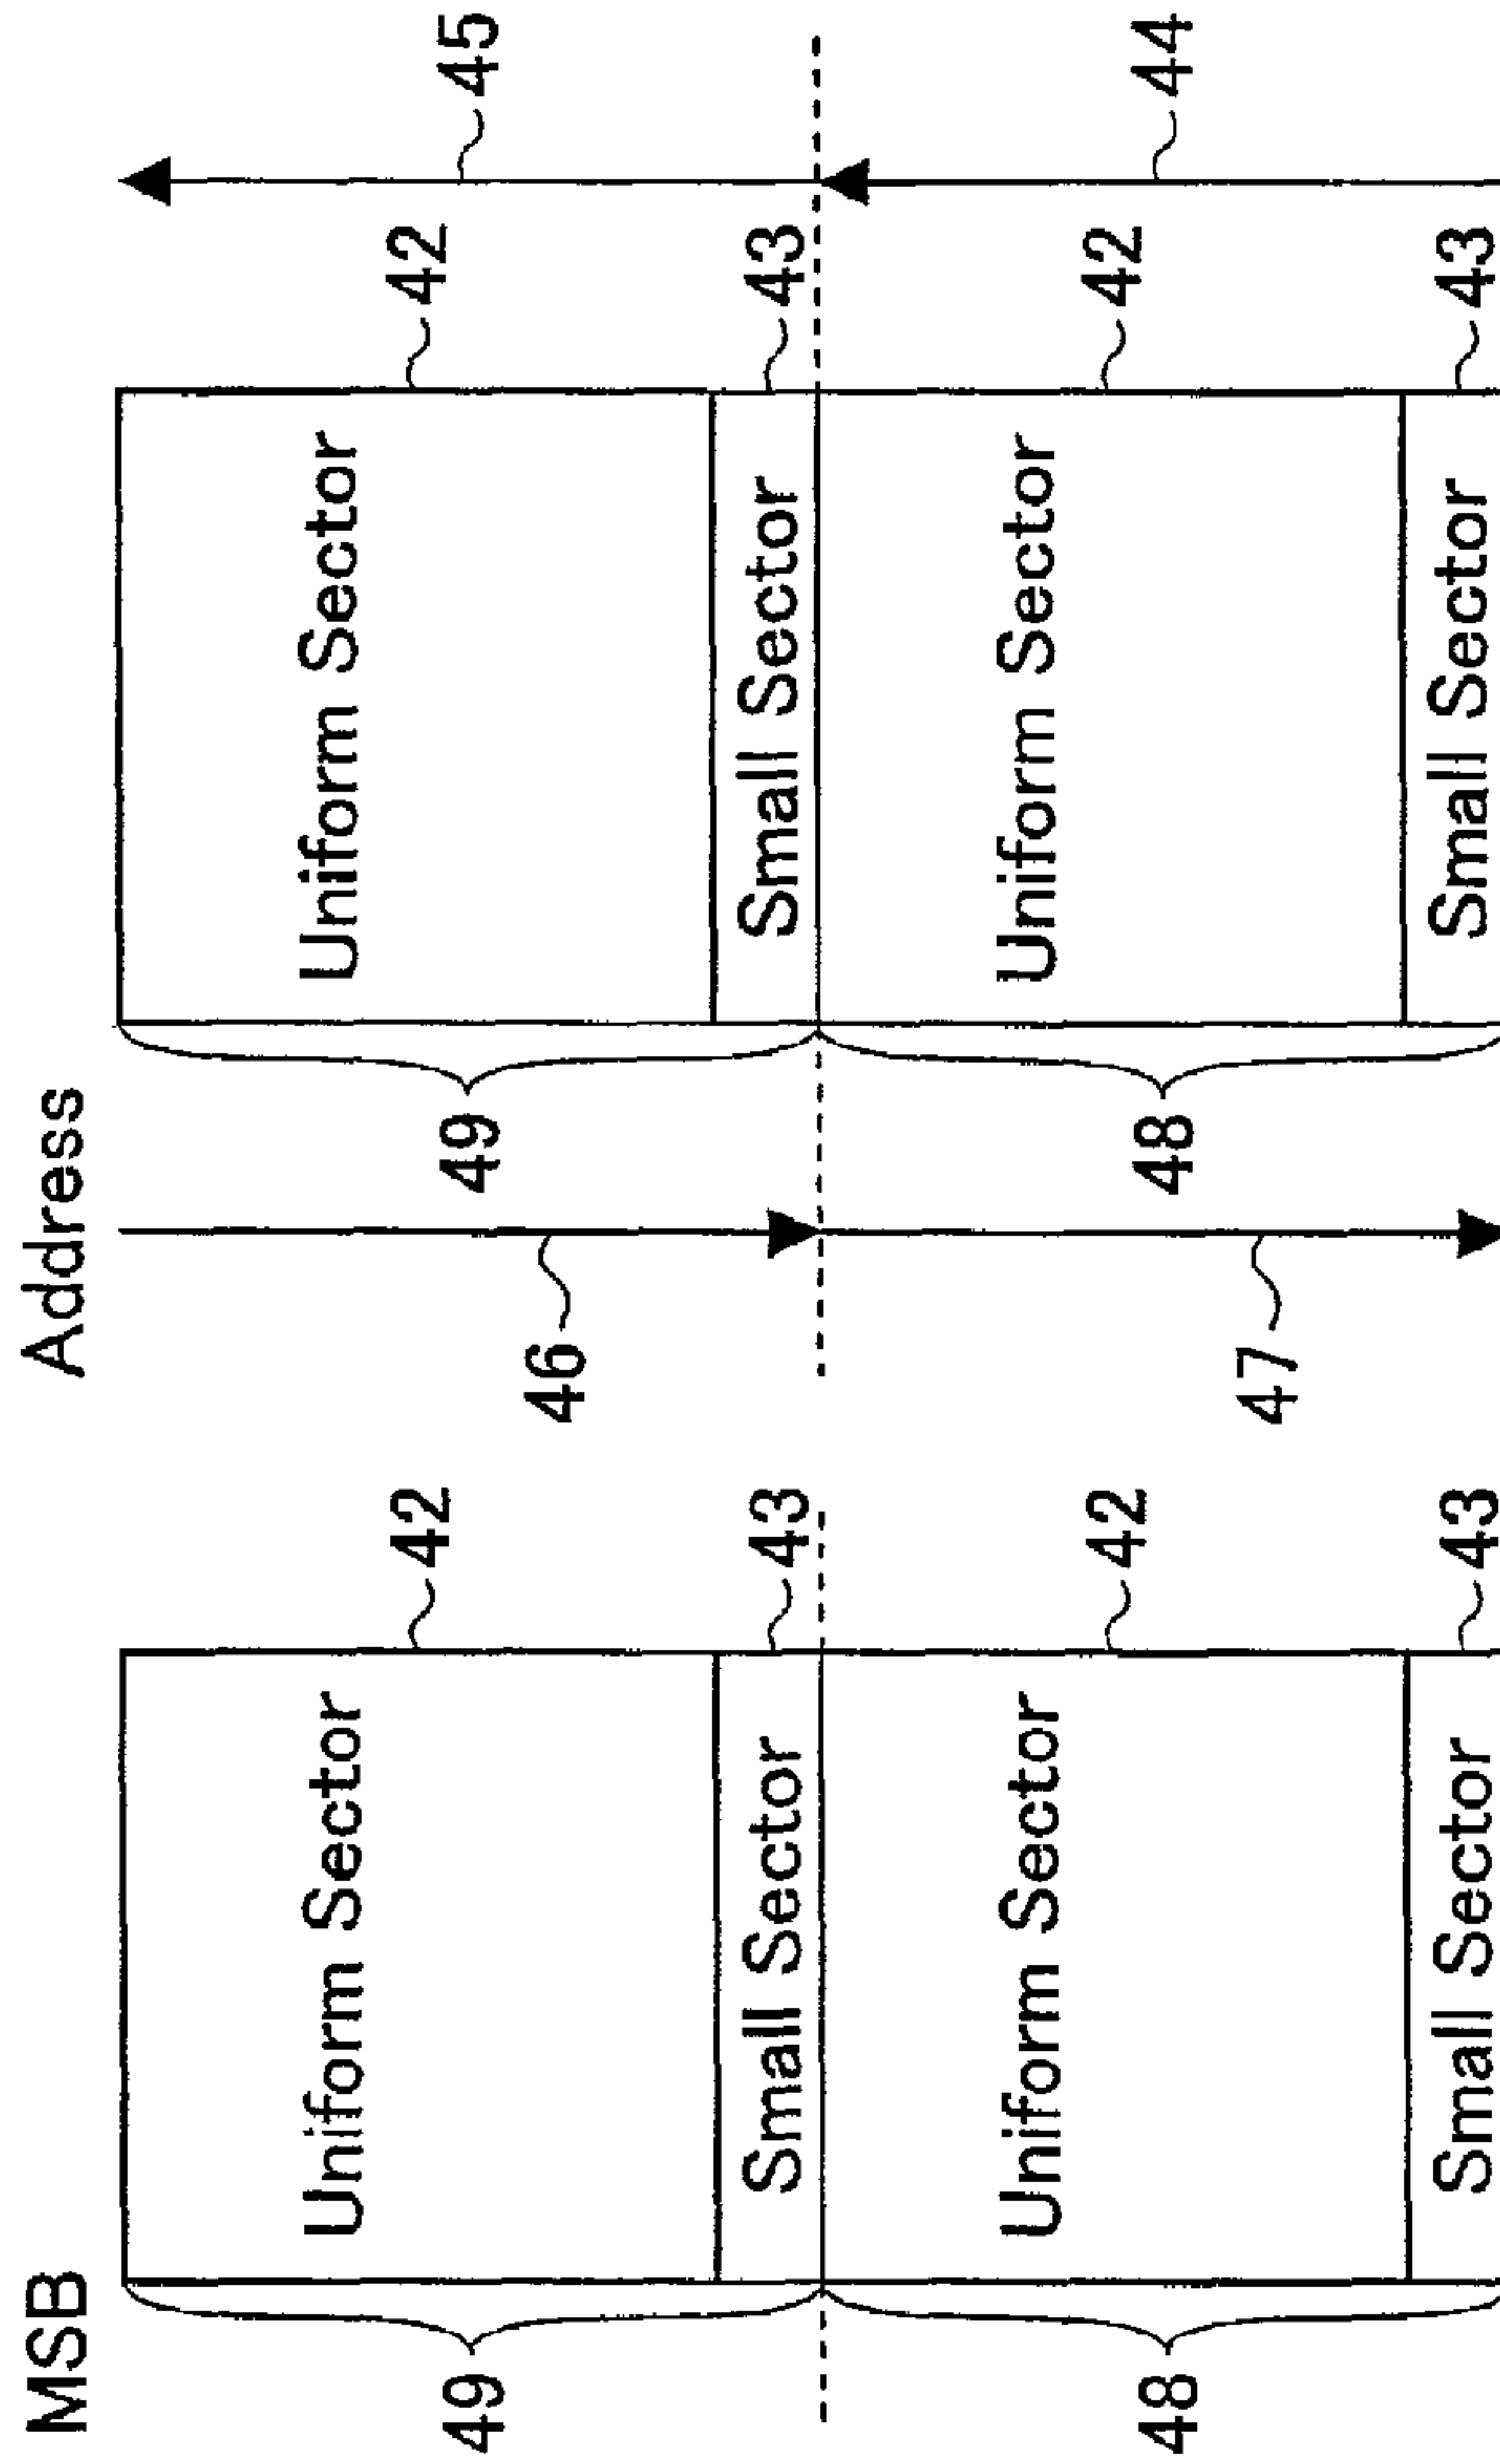 MSB
Address
Uniform Sector
42
49
Small Sector
43
Uniform Sector
42
48
Small Sector
43
Uniform Sector
42
49
45
46
Small Sector
43
Uniform Sector
42
48
44
47
Small Sector
43